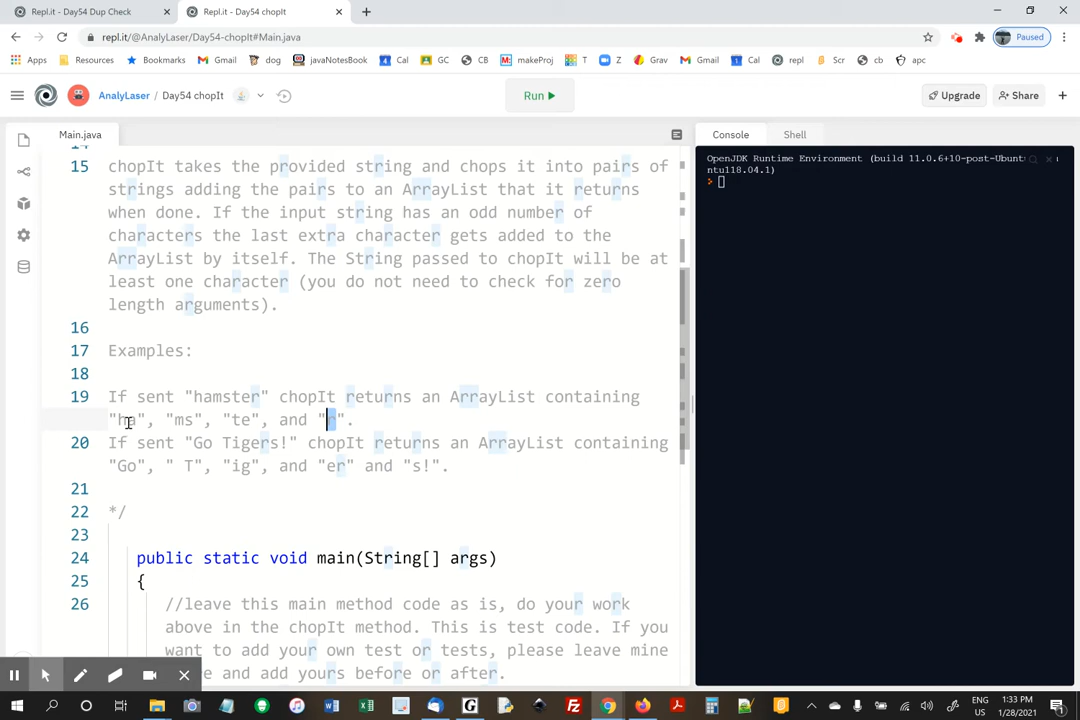 Repl.it - Day54 Dup Check
Repl.it - Day54 chopIt
repl.it/@AnalyLaser/Day54-chopIt#Main.java
Paused
Apps Resources Bookmarks Gmail dog javaNotesBook Cal GC CB makeProj T Z Grav Gmail Cal repl Scr cb apc
AnalyLaser / Day54 chopIt
Run
Upgrade
Share
Main.java
Console
Shell
OpenJDK Runtime Environment (build 11.0.6+10-post-Ubunt
ntu118.04.1)
>
15 chopIt takes the provided string and chops it into pairs of
strings adding the pairs to an ArrayList that it returns
when done. If the input string has an odd number of
characters the last extra character gets added to the
ArrayList by itself. The String passed to chopIt will be at
least one character (you do not need to check for zero
length arguments).
16
17 Examples:
18
19 If sent "hamster" chopIt returns an ArrayList containing
"ha", "ms", "te", and "r".
20 If sent "Go Tigers!" chopIt returns an ArrayList containing
"Go", " T", "ig", and "er" and "s!".
21
22 */
23
24 public static void main(String[] args)
25 {
26 //leave this main method code as is, do your work
above in the chopIt method. This is test code. If you
want to add your own test or tests, please leave mine
and add yours before or after.
ENG
US
1:33 PM
1/28/2021